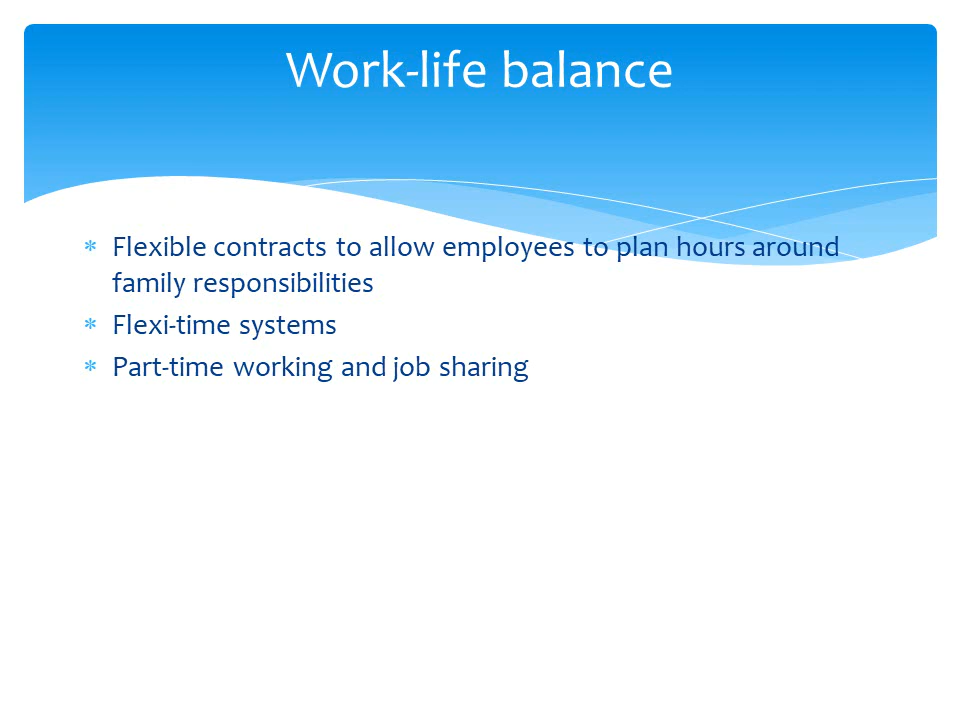 Work-life balance
* Flexible contracts to allow employees to plan hours around
family responsibilities
* Flexi-time systems
* Part-time working and job sharing